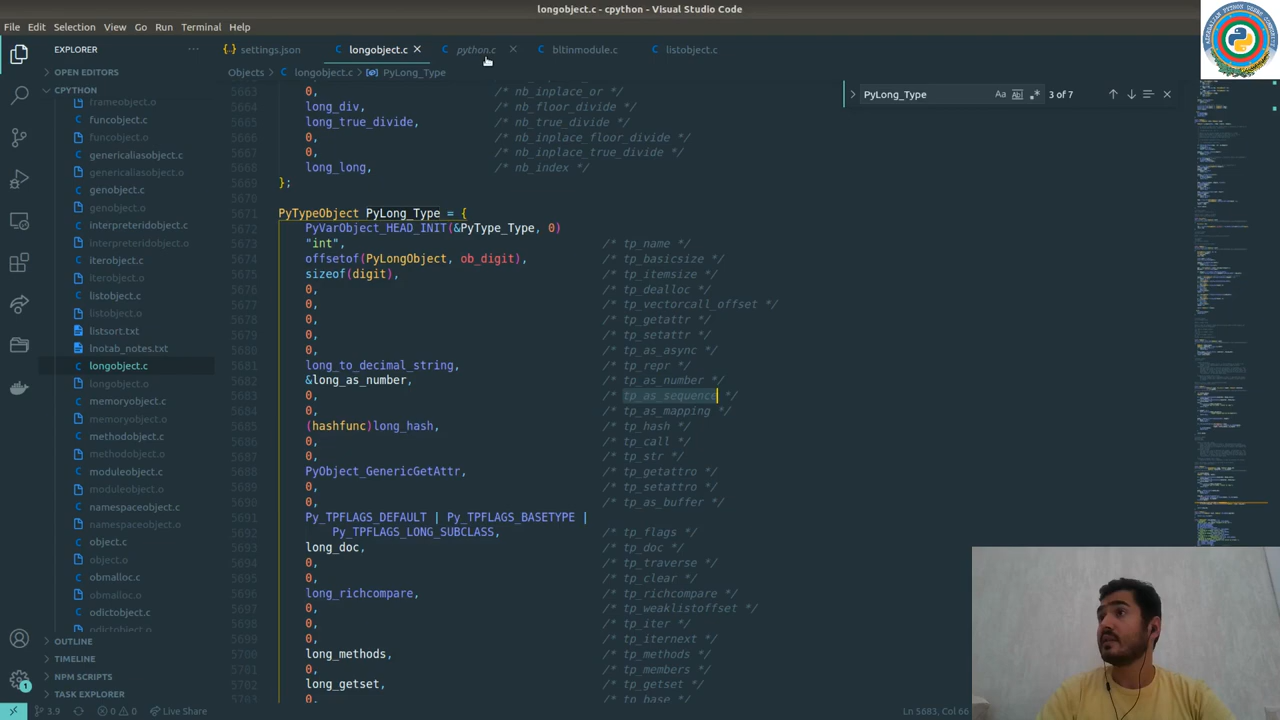 longobject.c - cpython - Visual Studio Code
File Edit Selection View Go Run Terminal Help
EXPLORER
settings.json longobject.c python.c bltinmodule.c listobject.c
OPEN EDITORS
Objects > longobject.c > PyLong_Type
CPYTHON
PyLong_Type
3 of 7
frameobject.o
funcobject.c
funcobject.o
genericaliasobject.c
genericaliasobject.o
genobject.c
genobject.o
interpreteridobject.c
interpreteridobject.o
iterobject.c
iterobject.o
listobject.c
listobject.o
listsort.txt
lnotab_notes.txt
longobject.c
longobject.o
memoryobject.c
memoryobject.o
methodobject.c
methodobject.o
moduleobject.c
moduleobject.o
namespaceobject.c
namespaceobject.o
object.c
object.o
obmalloc.c
obmalloc.o
odictobject.c
odictobject.o
OUTLINE
TIMELINE
NPM SCRIPTS
TASK EXPLORER
5663 0, /* nb_inplace_or */
5664 long_div, /* nb_floor_divide */
5665 long_true_divide, /* nb_true_divide */
5666 0, /* nb_inplace_floor_divide */
5667 0, /* nb_inplace_true_divide */
5668 long_long, /* nb_index */
5669 };
5670
5671 PyTypeObject PyLong_Type = {
5672 PyVarObject_HEAD_INIT(&PyType_Type, 0)
5673 "int", /* tp_name */
5674 offsetof(PyLongObject, ob_digit), /* tp_basicsize */
5675 sizeof(digit), /* tp_itemsize */
5676 0, /* tp_dealloc */
5677 0, /* tp_vectorcall_offset */
5678 0, /* tp_getattr */
5679 0, /* tp_setattr */
5680 0, /* tp_as_async */
5681 long_to_decimal_string, /* tp_repr */
5682 &long_as_number, /* tp_as_number */
5683 0, /* tp_as_sequence */
5684 0, /* tp_as_mapping */
5685 (hashfunc)long_hash, /* tp_hash */
5686 0, /* tp_call */
5687 0, /* tp_str */
5688 PyObject_GenericGetAttr, /* tp_getattro */
5689 0, /* tp_setattro */
5690 0, /* tp_as_buffer */
5691 Py_TPFLAGS_DEFAULT | Py_TPFLAGS_BASETYPE |
5692 Py_TPFLAGS_LONG_SUBCLASS, /* tp_flags */
5693 long_doc, /* tp_doc */
5694 0, /* tp_traverse */
5695 0, /* tp_clear */
5696 long_richcompare, /* tp_richcompare */
5697 0, /* tp_weaklistoffset */
5698 0, /* tp_iter */
5699 0, /* tp_iternext */
5700 long_methods, /* tp_methods */
5701 0, /* tp_members */
5702 long_getset, /* tp_getset */
5703 0, /* tp_base */
1
3.9 0 0 Live Share
Ln 5683, Col 66
AZERBAIJANI PYTHON USERS COMMUNITY